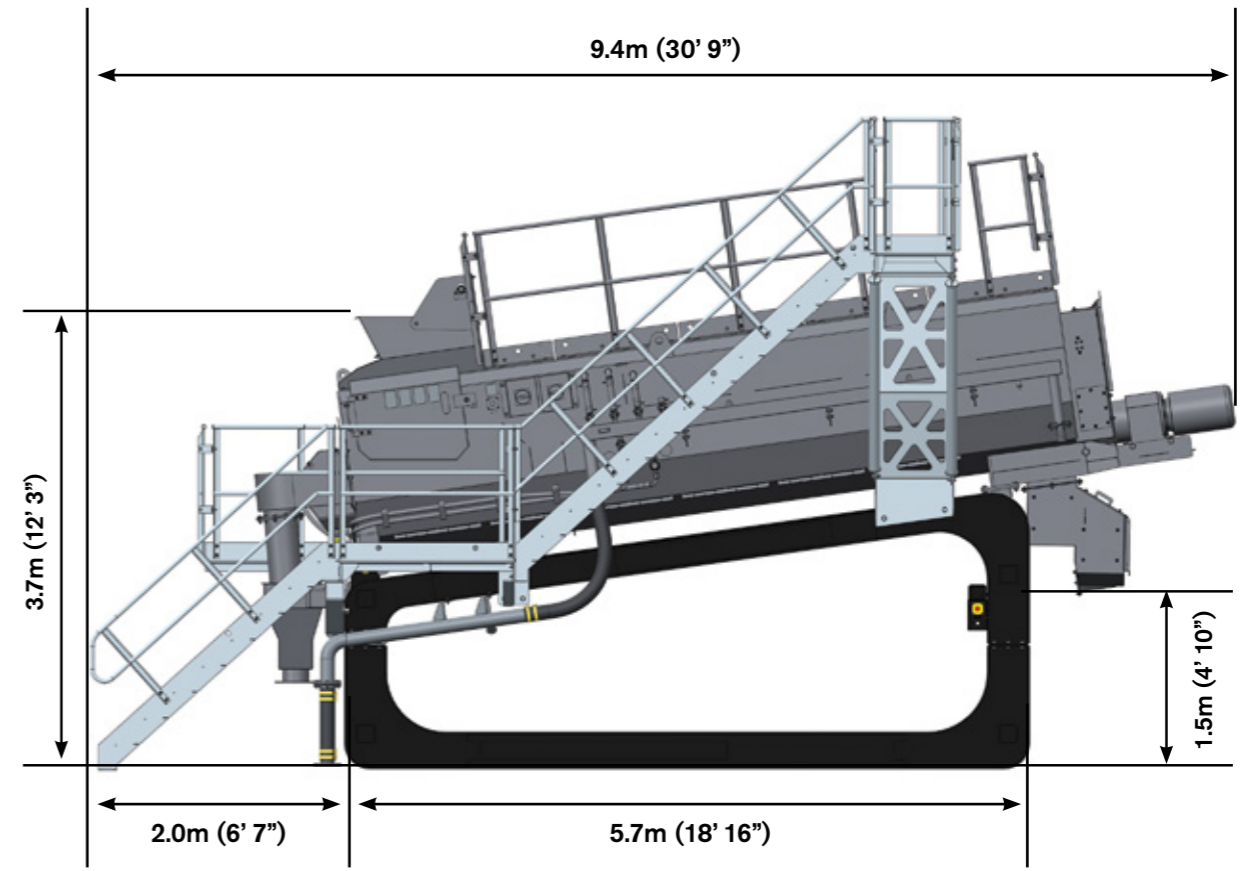 9.4m (30’ 9”)
3.7m (12’ 3”)
1.5m (4’ 10”)
2.0m (6’ 7”)
5.7m (18’ 16”)